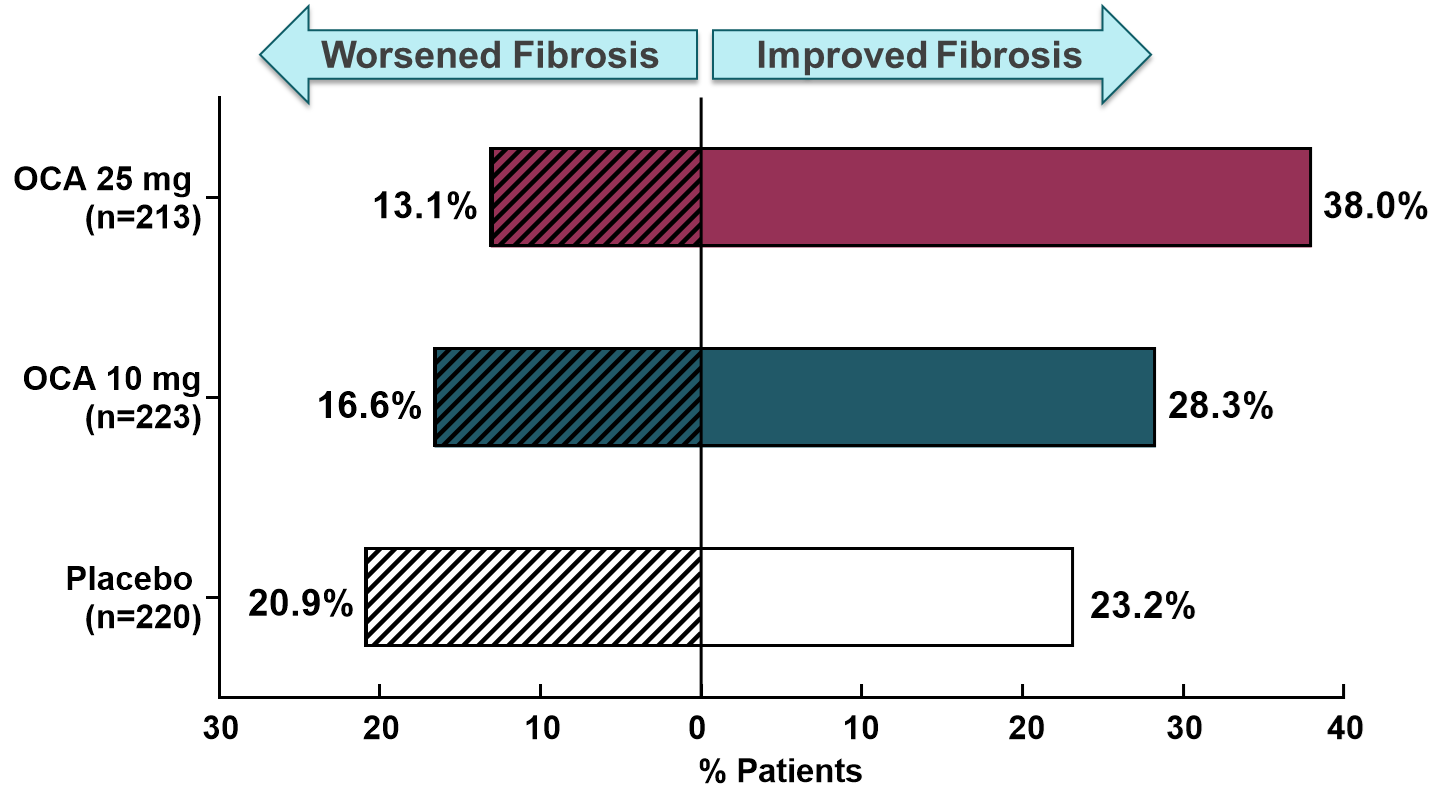 Worsened Fibrosis
Improved Fibrosis
OCA 25 mg
(n=213)
13.1%
38.0%
OCA 10 mg
(n=223)
16.6%
28.3%
Placebo
(n=220)
20.9%
23.2%
30 20 10 0 10 20 30 40
% Patients